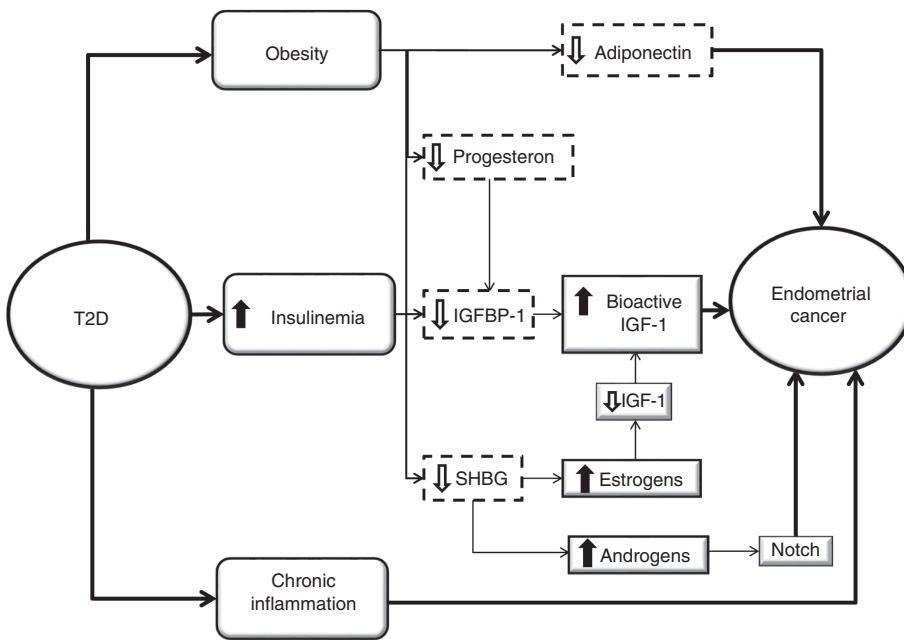 Obesity
Adiponectin
Progesteron
T2D
Insulinemia
IGFBP-1
Bioactive
IGF-1
Endometrial
cancer
IGF-1
SHBG
Estrogens
Androgens
Notch
Chronic
inflammation